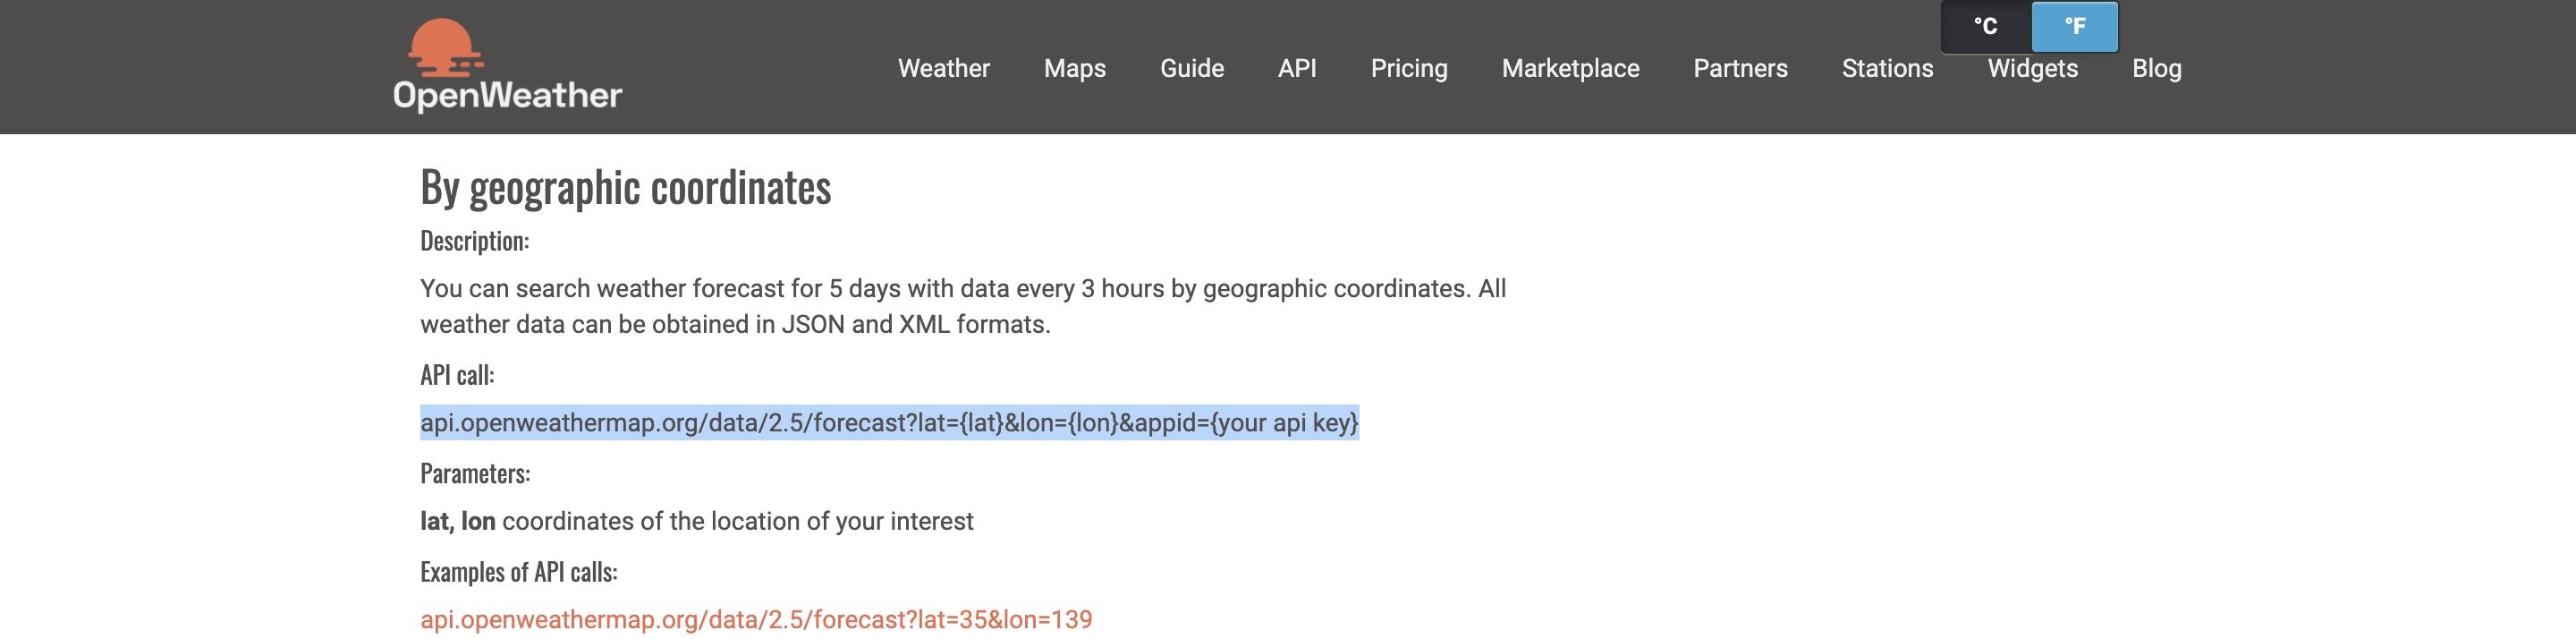 °C °F
OpenWeather
Weather Maps Guide API Pricing Marketplace Partners Stations Widgets Blog
By geographic coordinates
Description:
You can search weather forecast for 5 days with data every 3 hours by geographic coordinates. All
weather data can be obtained in JSON and XML formats.
API call:
api.openweathermap.org/data/2.5/forecast?lat={lat}&lon={lon}&appid={your api key}
Parameters:
lat, lon coordinates of the location of your interest
Examples of API calls:
api.openweathermap.org/data/2.5/forecast?lat=35&lon=139